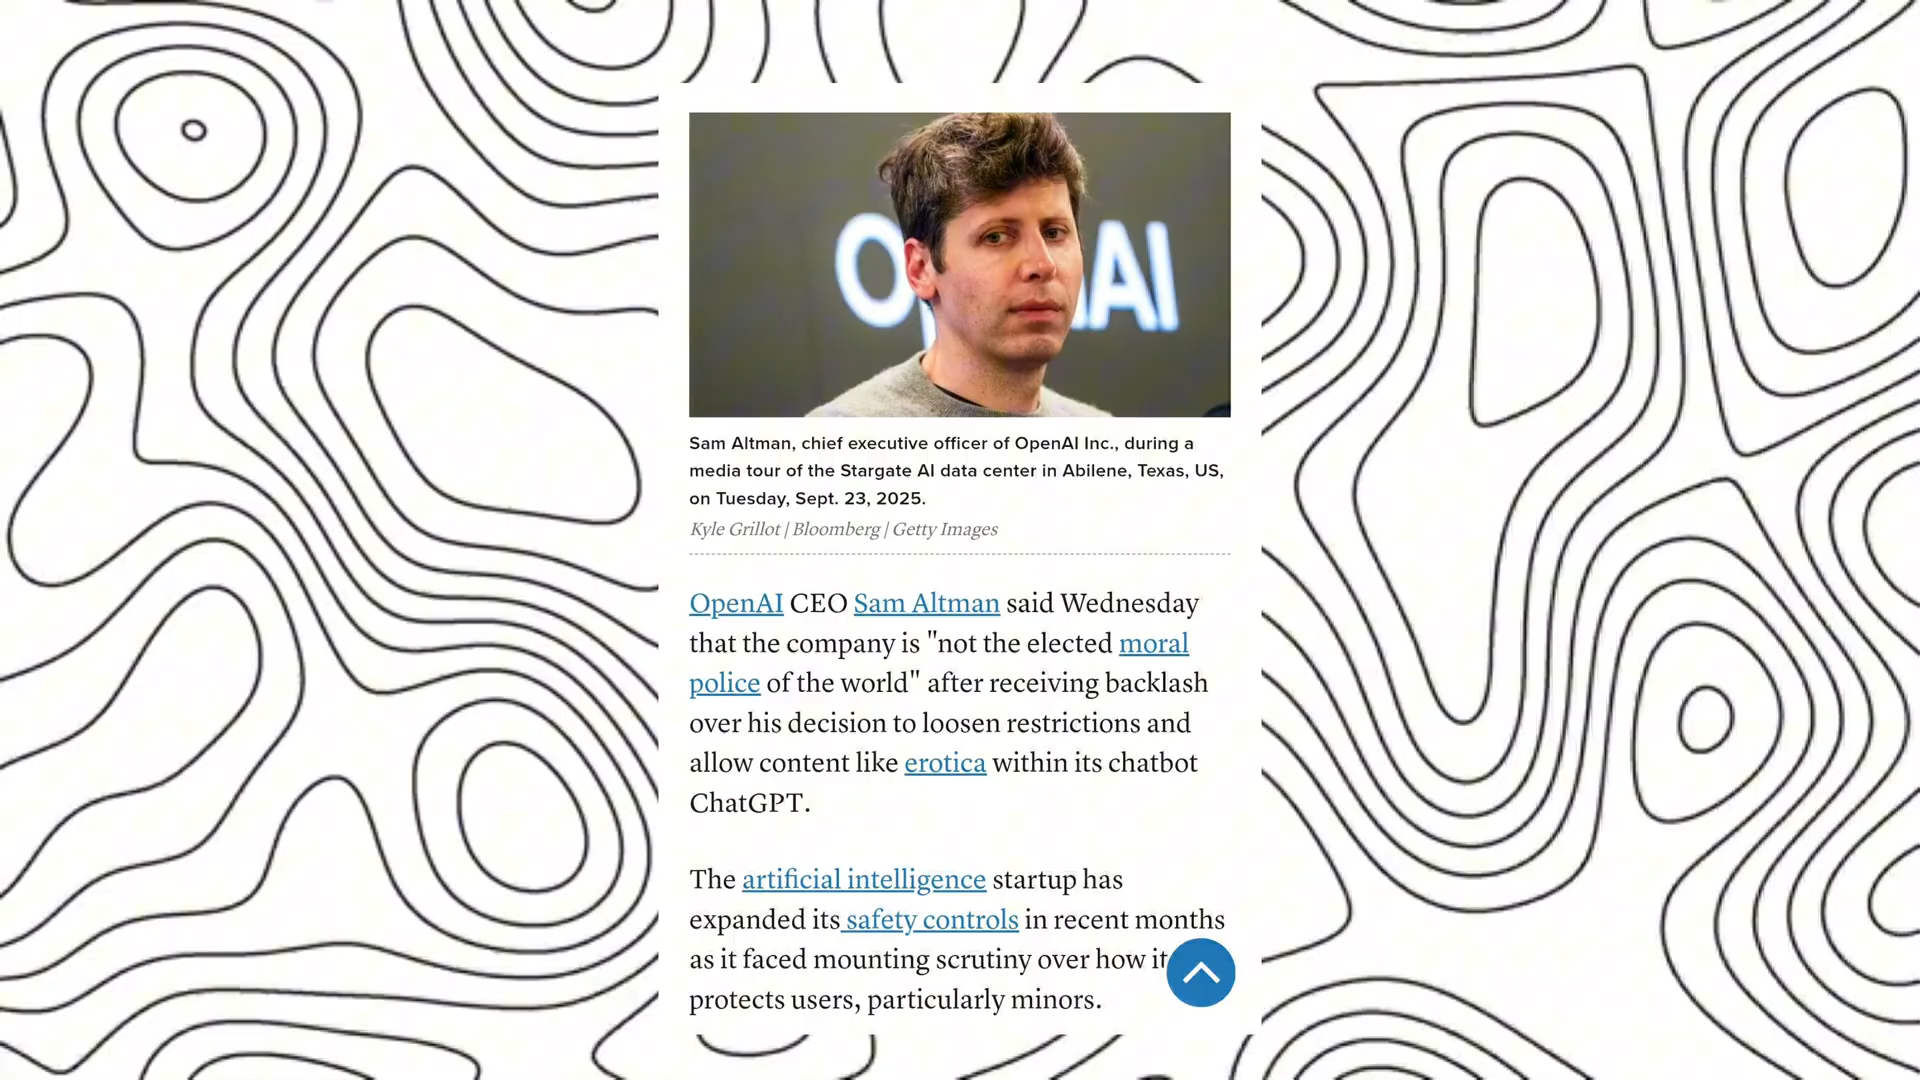 OpenAI
Sam Altman, chief executive officer of OpenAI Inc., during a
media tour of the Stargate AI data center in Abilene, Texas, US,
on Tuesday, Sept. 23, 2025.
Kyle Grillot | Bloomberg | Getty Images
OpenAI CEO Sam Altman said Wednesday
that the company is "not the elected moral
police of the world" after receiving backlash
over his decision to loosen restrictions and
allow content like erotica within its chatbot
ChatGPT.
The artificial intelligence startup has
expanded its safety controls in recent months
as it faced mounting scrutiny over how it
protects users, particularly minors.